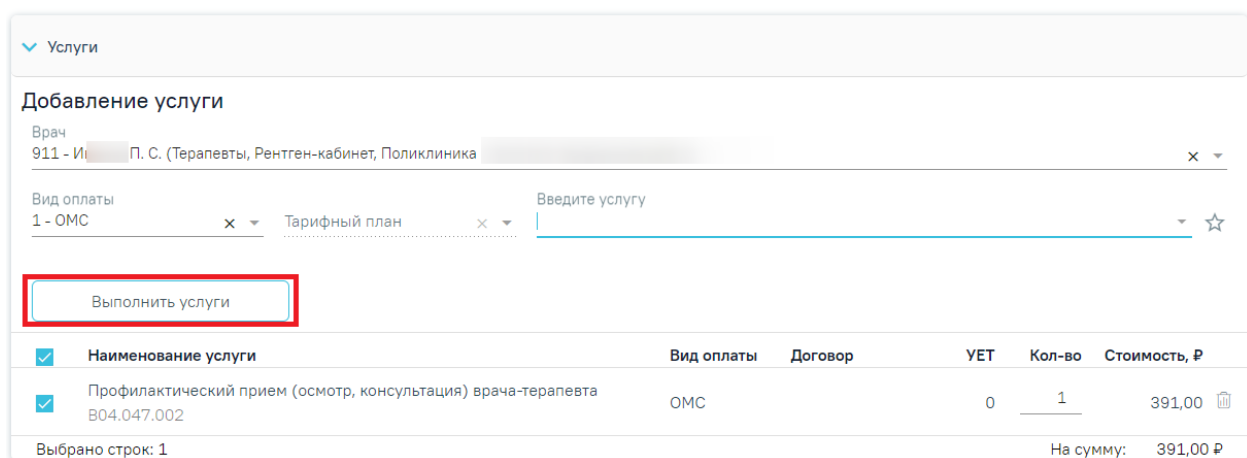 Услуги
Добавление услуги
Врач
911 - И П. С. (Терапевты, Рентген-кабинет, Поликлиника
Вид оплаты
1 - ОМС
Тарифный план
Введите услугу
Выполнить услуги
Наименование услуги Вид оплаты Договор УЕТ Кол-во Стоимость, ₽
Профилактический прием (осмотр, консультация) врача-терапевта
B04.047.002
ОМС 0 1 391,00
Выбрано строк: 1 На сумму: 391,00 ₽